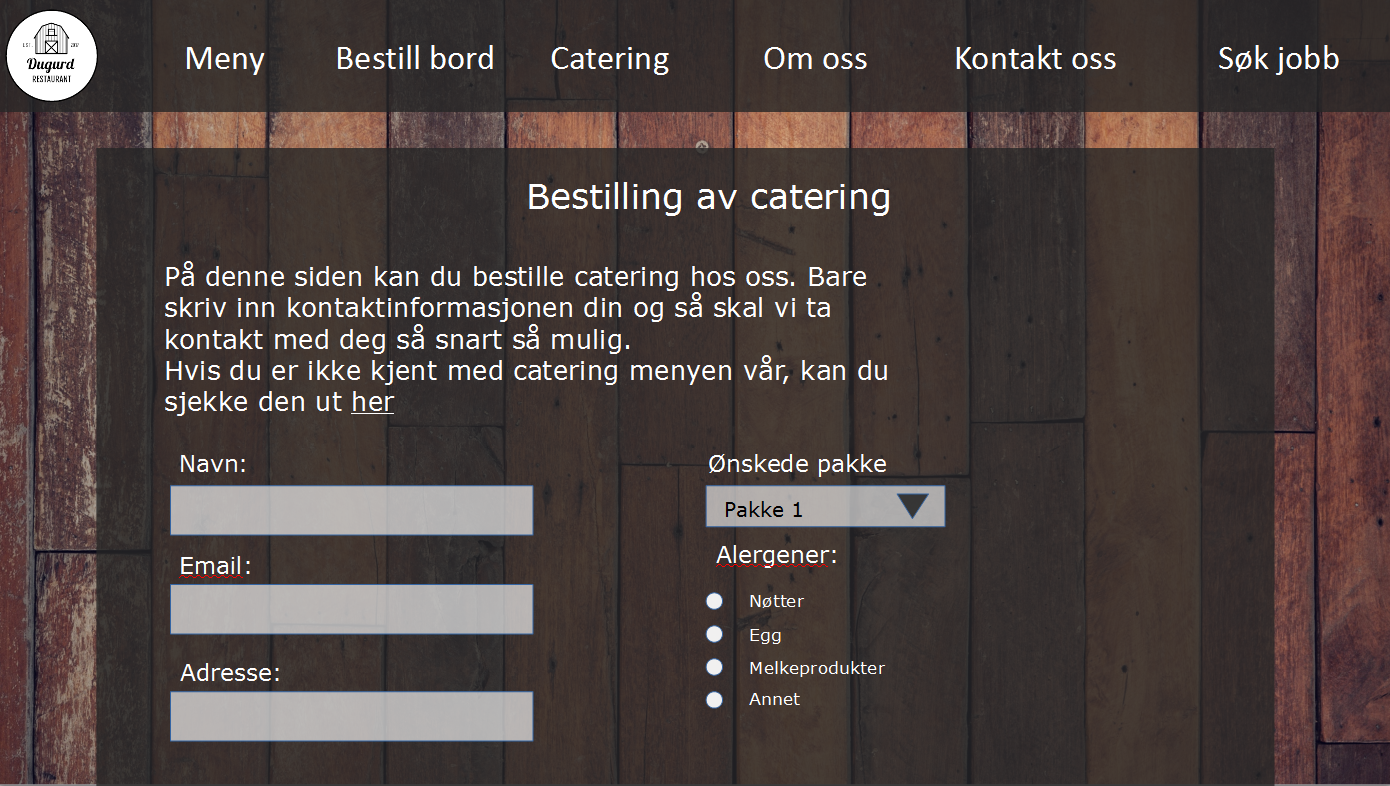 EST. 2017
Dugurd
RESTAURANT
Meny
Bestill bord
Catering
Om oss
Kontakt oss
Søk jobb
Bestilling av catering
På denne siden kan du bestille catering hos oss. Bare
skriv inn kontaktinformasjonen din og så skal vi ta
kontakt med deg så snart så mulig.
Hvis du er ikke kjent med catering menyen vår, kan du
sjekke den ut her
Navn:
Email:
Adresse:
Ønskede pakke
Pakke 1
Alergener:
Nøtter
Egg
Melkeprodukter
Annet